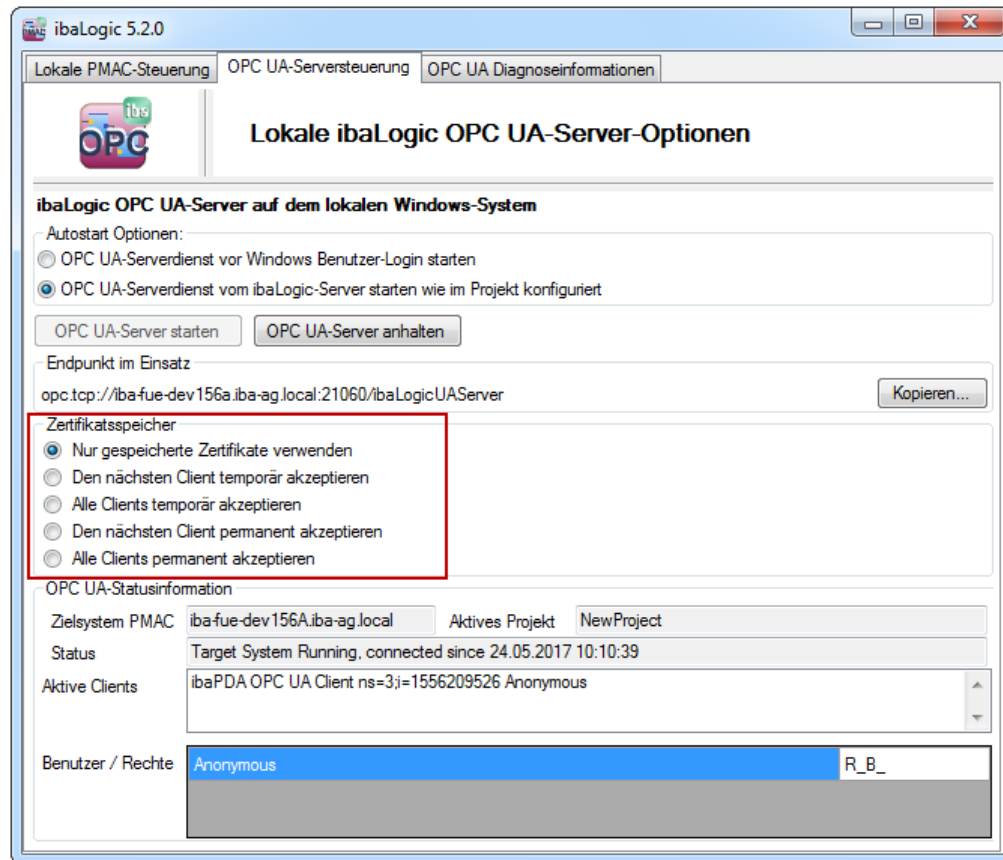 ibaLogic 5.2.0
Lokale PMAC-Steuerung OPC UA-Serversteuerung OPC UA Diagnoseinformationen
ibs
OPC
Lokale ibaLogic OPC UA-Server-Optionen
ibaLogic OPC UA-Server auf dem lokalen Windows-System
Autostart Optionen:
OPC UA-Serverdienst vor Windows Benutzer-Login starten
OPC UA-Serverdienst vom ibaLogic-Server starten wie im Projekt konfiguriert
OPC UA-Server starten OPC UA-Server anhalten
Endpunkt im Einsatz
opc.tcp://iba-fue-dev156a.iba-ag.local:21060/ibaLogicUAServer Kopieren...
Zertifikatsspeicher
Nur gespeicherte Zertifikate verwenden
Den nächsten Client temporär akzeptieren
Alle Clients temporär akzeptieren
Den nächsten Client permanent akzeptieren
Alle Clients permanent akzeptieren
OPC UA-Statusinformation
Zielsystem PMAC iba-fue-dev156A.iba-ag.local Aktives Projekt NewProject
Status Target System Running, connected since 24.05.2017 10:10:39
Aktive Clients ibaPDA OPC UA Client ns=3;i=1556209526 Anonymous
Benutzer / Rechte Anonymous R_B_